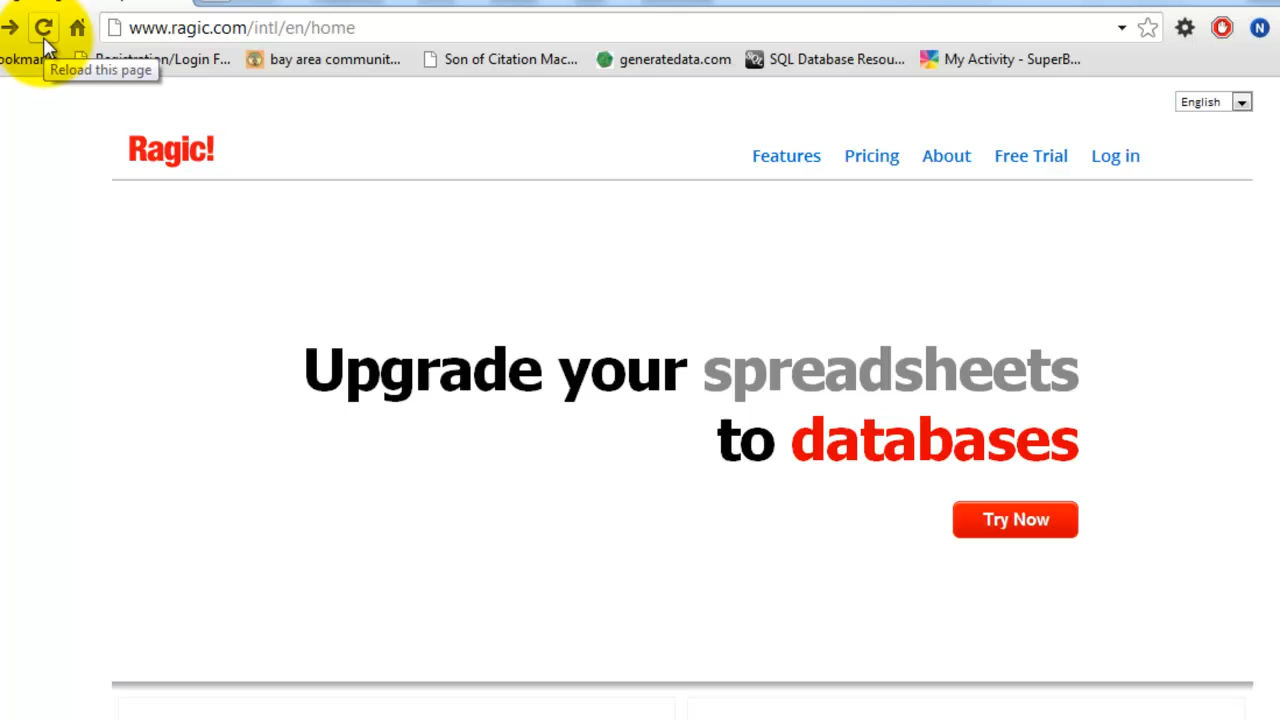 www.ragic.com/intl/en/home
Registration/Login F...
bay area communit...
Son of Citation Mac...
generatedata.com
SQL Database Resou...
My Activity - SuperB...
Reload this page
N
English
Ragic!
Features
Pricing
About
Free Trial
Log in
Upgrade your spreadsheets
to databases
Try Now